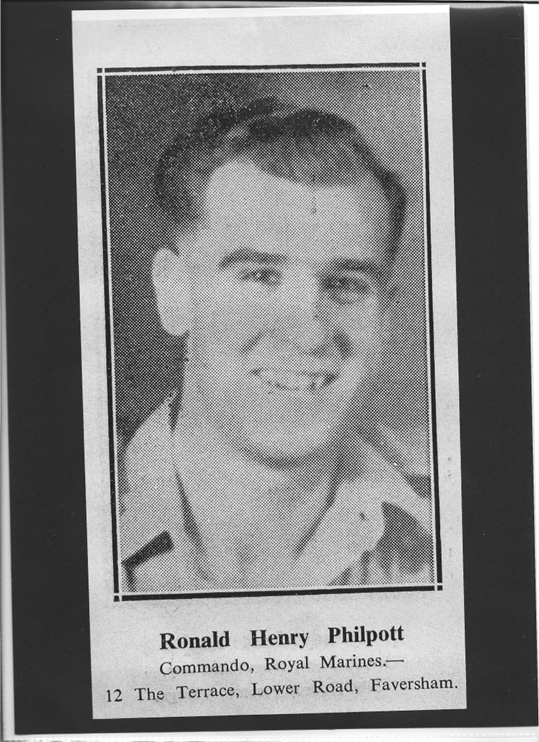 Ronald Henry Philpott
Commando, Royal Marines.—
12 The Terrace, Lower Road, Faversham.